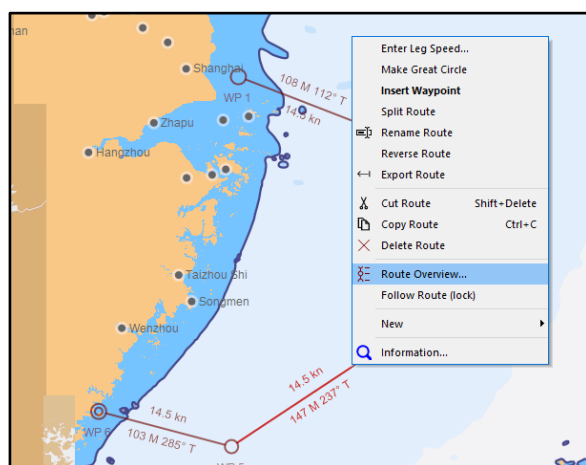 Shanghai
WP 1
108 M 112° T
14.5 kn
Zhapu
Hangzhou
Taizhou Shi
Songmen
Wenzhou
14.5 kn
103 M 285° T
WP 6
14.5 kn
147 M 237° T
Enter Leg Speed...
Make Great Circle
Insert Waypoint
Split Route
Rename Route
Reverse Route
Export Route
Cut Route Shift+Delete
Copy Route Ctrl+C
Delete Route
Route Overview...
Follow Route (lock)
New
Information...